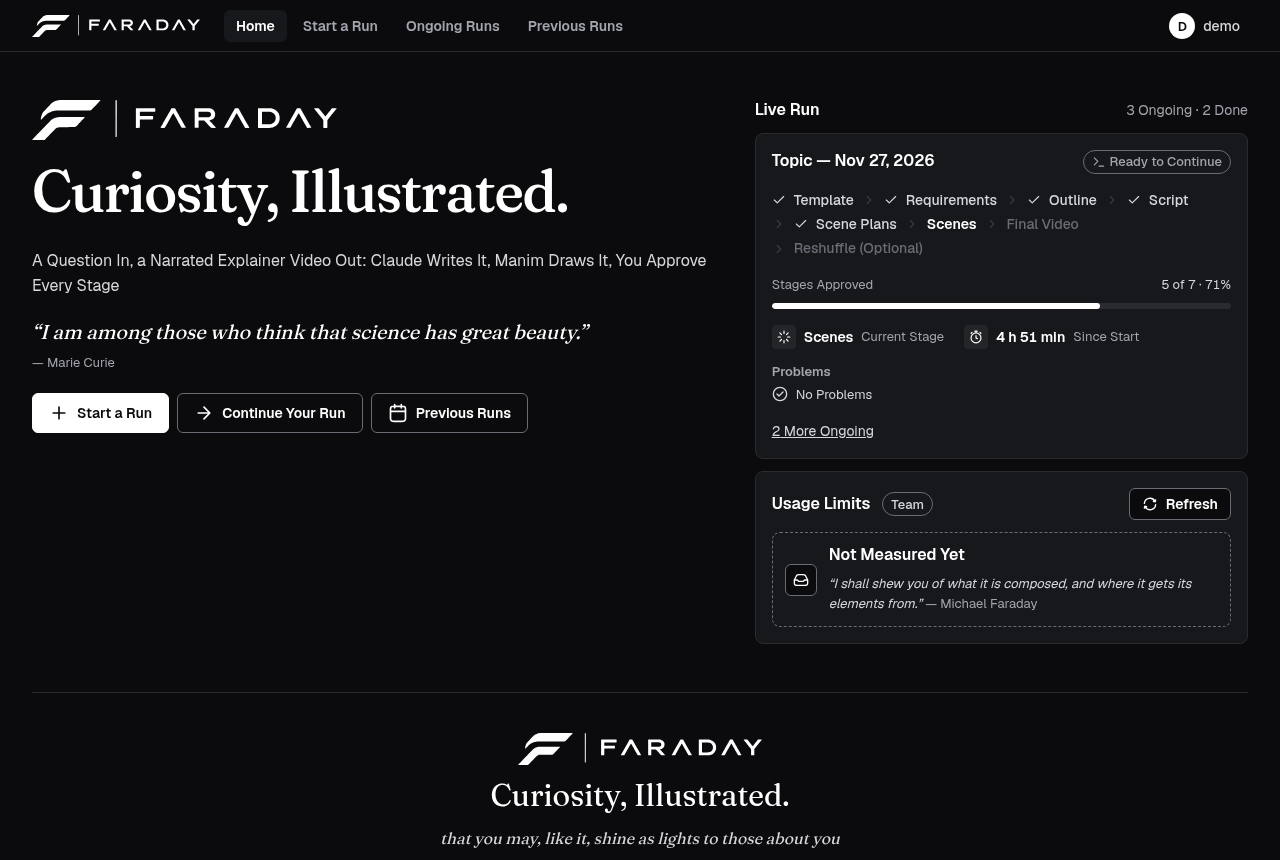 FARADAY
Home
Start a Run
Ongoing Runs
Previous Runs
D
demo
FARADAY
Curiosity, Illustrated.
A Question In, a Narrated Explainer Video Out: Claude Writes It, Manim Draws It, You Approve
Every Stage
“I am among those who think that science has great beauty.”
— Marie Curie
Start a Run
Continue Your Run
Previous Runs
Live Run
3 Ongoing · 2 Done
Topic — Nov 27, 2026
Ready to Continue
Template
Requirements
Outline
Script
Scene Plans
Scenes
Final Video
Reshuffle (Optional)
Stages Approved
5 of 7 · 71%
Scenes Current Stage
4 h 51 min Since Start
Problems
No Problems
2 More Ongoing
Usage Limits
Team
Refresh
Not Measured Yet
“I shall shew you of what it is composed, and where it gets its
elements from.” — Michael Faraday
FARADAY
Curiosity, Illustrated.
that you may, like it, shine as lights to those about you